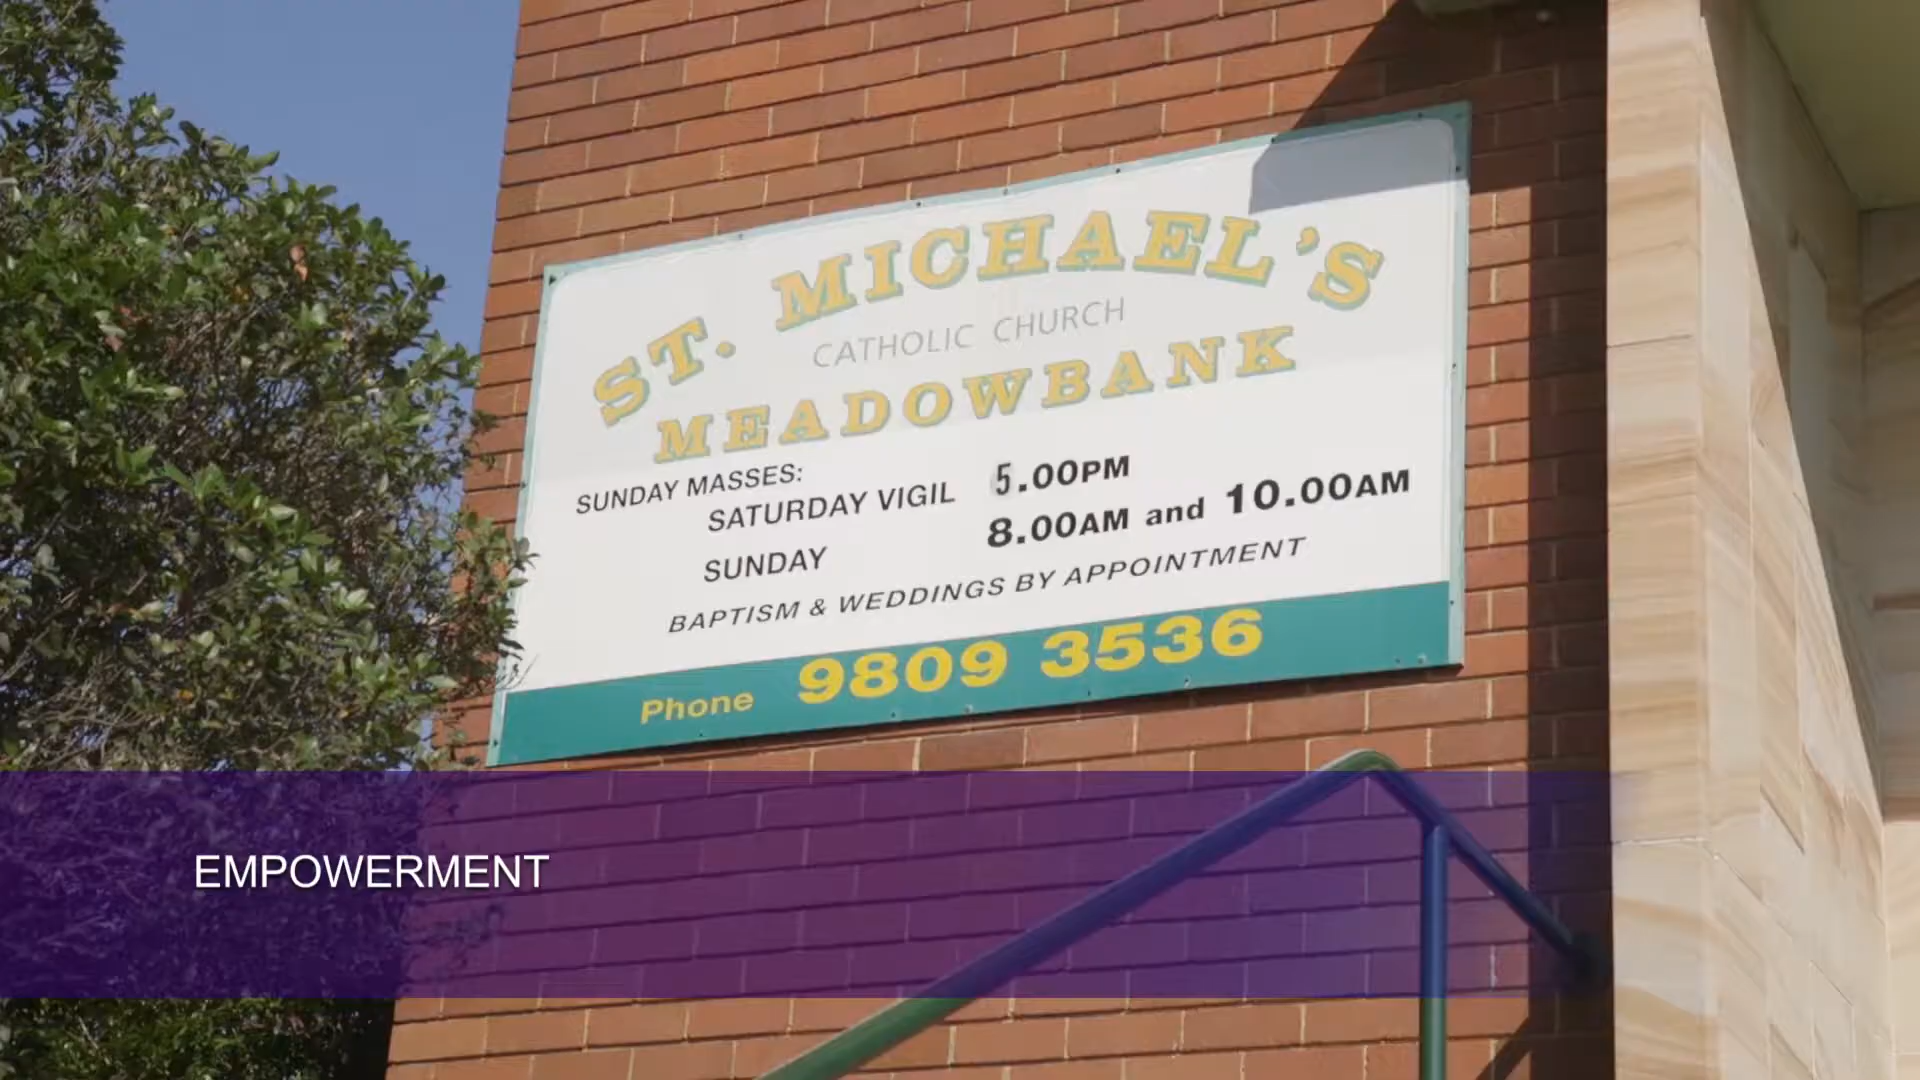 ST. MICHAEL'S
CATHOLIC CHURCH
MEADOWBANK
SUNDAY MASSES:
SATURDAY VIGIL 5.00PM
SUNDAY 8.00AM and 10.00AM
BAPTISM & WEDDINGS BY APPOINTMENT
Phone 9809 3536
EMPOWERMENT